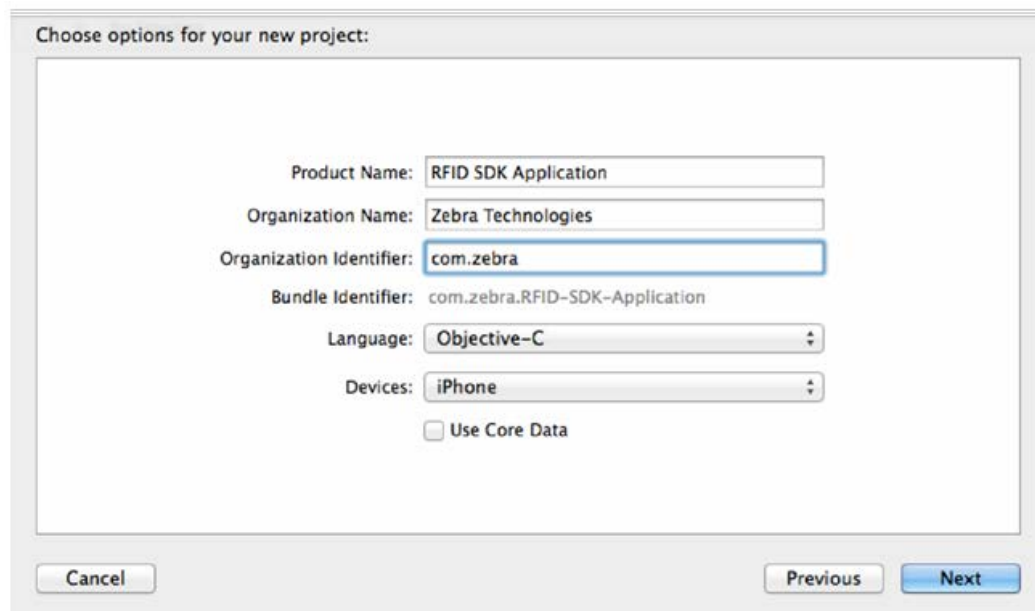 Choose options for your new project:
Product Name: RFID SDK Application
Organization Name: Zebra Technologies
Organization Identifier: com.zebra
Bundle Identifier: com.zebra.RFID-SDK-Application
Language: Objective-C
Devices: iPhone
Use Core Data
Cancel Previous Next